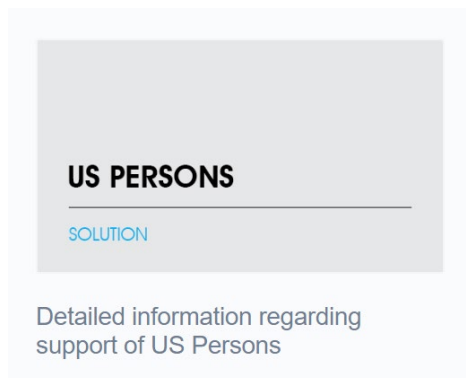 US PERSONS
SOLUTION
Detailed information regarding
support of US Persons